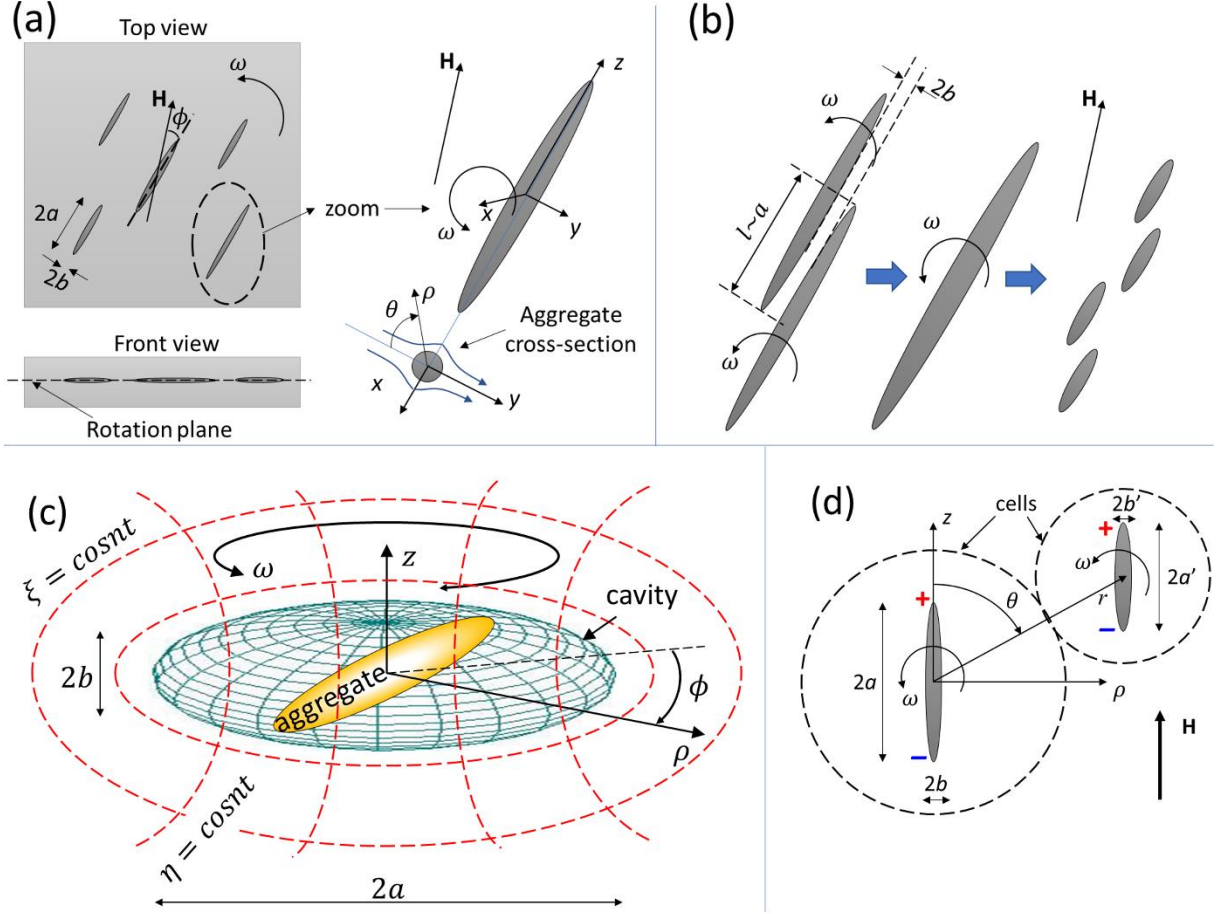 (a)
Top view
ω
H
ϕ
2a
2b
zoom
H
z
x
y
ω
θ
ρ
Aggregate
cross-section
x
y
Front view
Rotation plane
(b)
2b
ω
H
l~a
ω
ω
(c)
ξ = cosnt
ω
z
cavity
2b
aggregate
ϕ
ρ
η = cosnt
2a
(d)
cells
2b'
z
+
ω
2a'
θ
r
+
–
2a
ω
ρ
–
H
2b